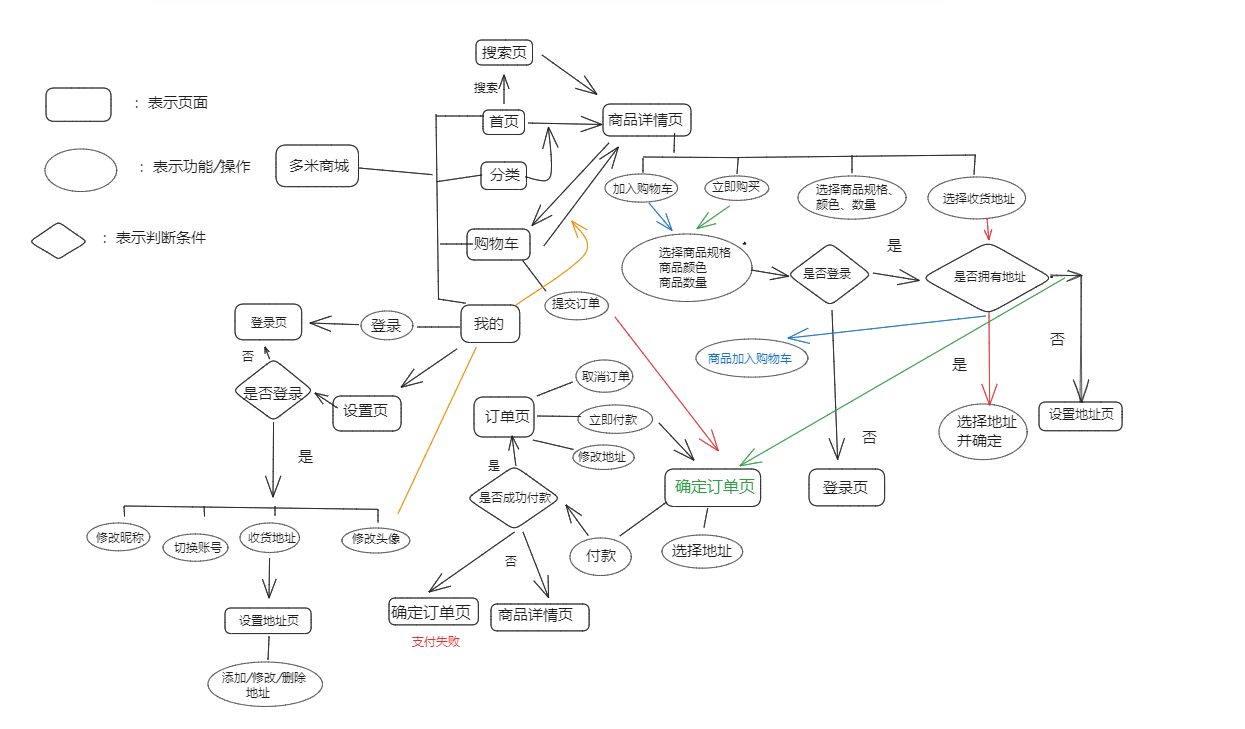 搜索页
搜索
：表示页面
首页
商品详情页
：表示功能/操作
多米商城
分类
加入购物车
立即购买
选择商品规格、
颜色、数量
选择收货地址
：表示判断条件
购物车
选择商品规格
商品颜色
商品数量
是否登录
是
是否拥有地址
提交订单
登录页
登录
我的
否
商品加入购物车
否
是
是否登录
设置页
取消订单
订单页
立即付款
修改地址
选择地址
并确定
设置地址页
否
是
是
是否成功付款
确定订单页
登录页
修改昵称
切换账号
收货地址
修改头像
付款
选择地址
否
设置地址页
确定订单页
商品详情页
支付失败
添加/修改/删除
地址